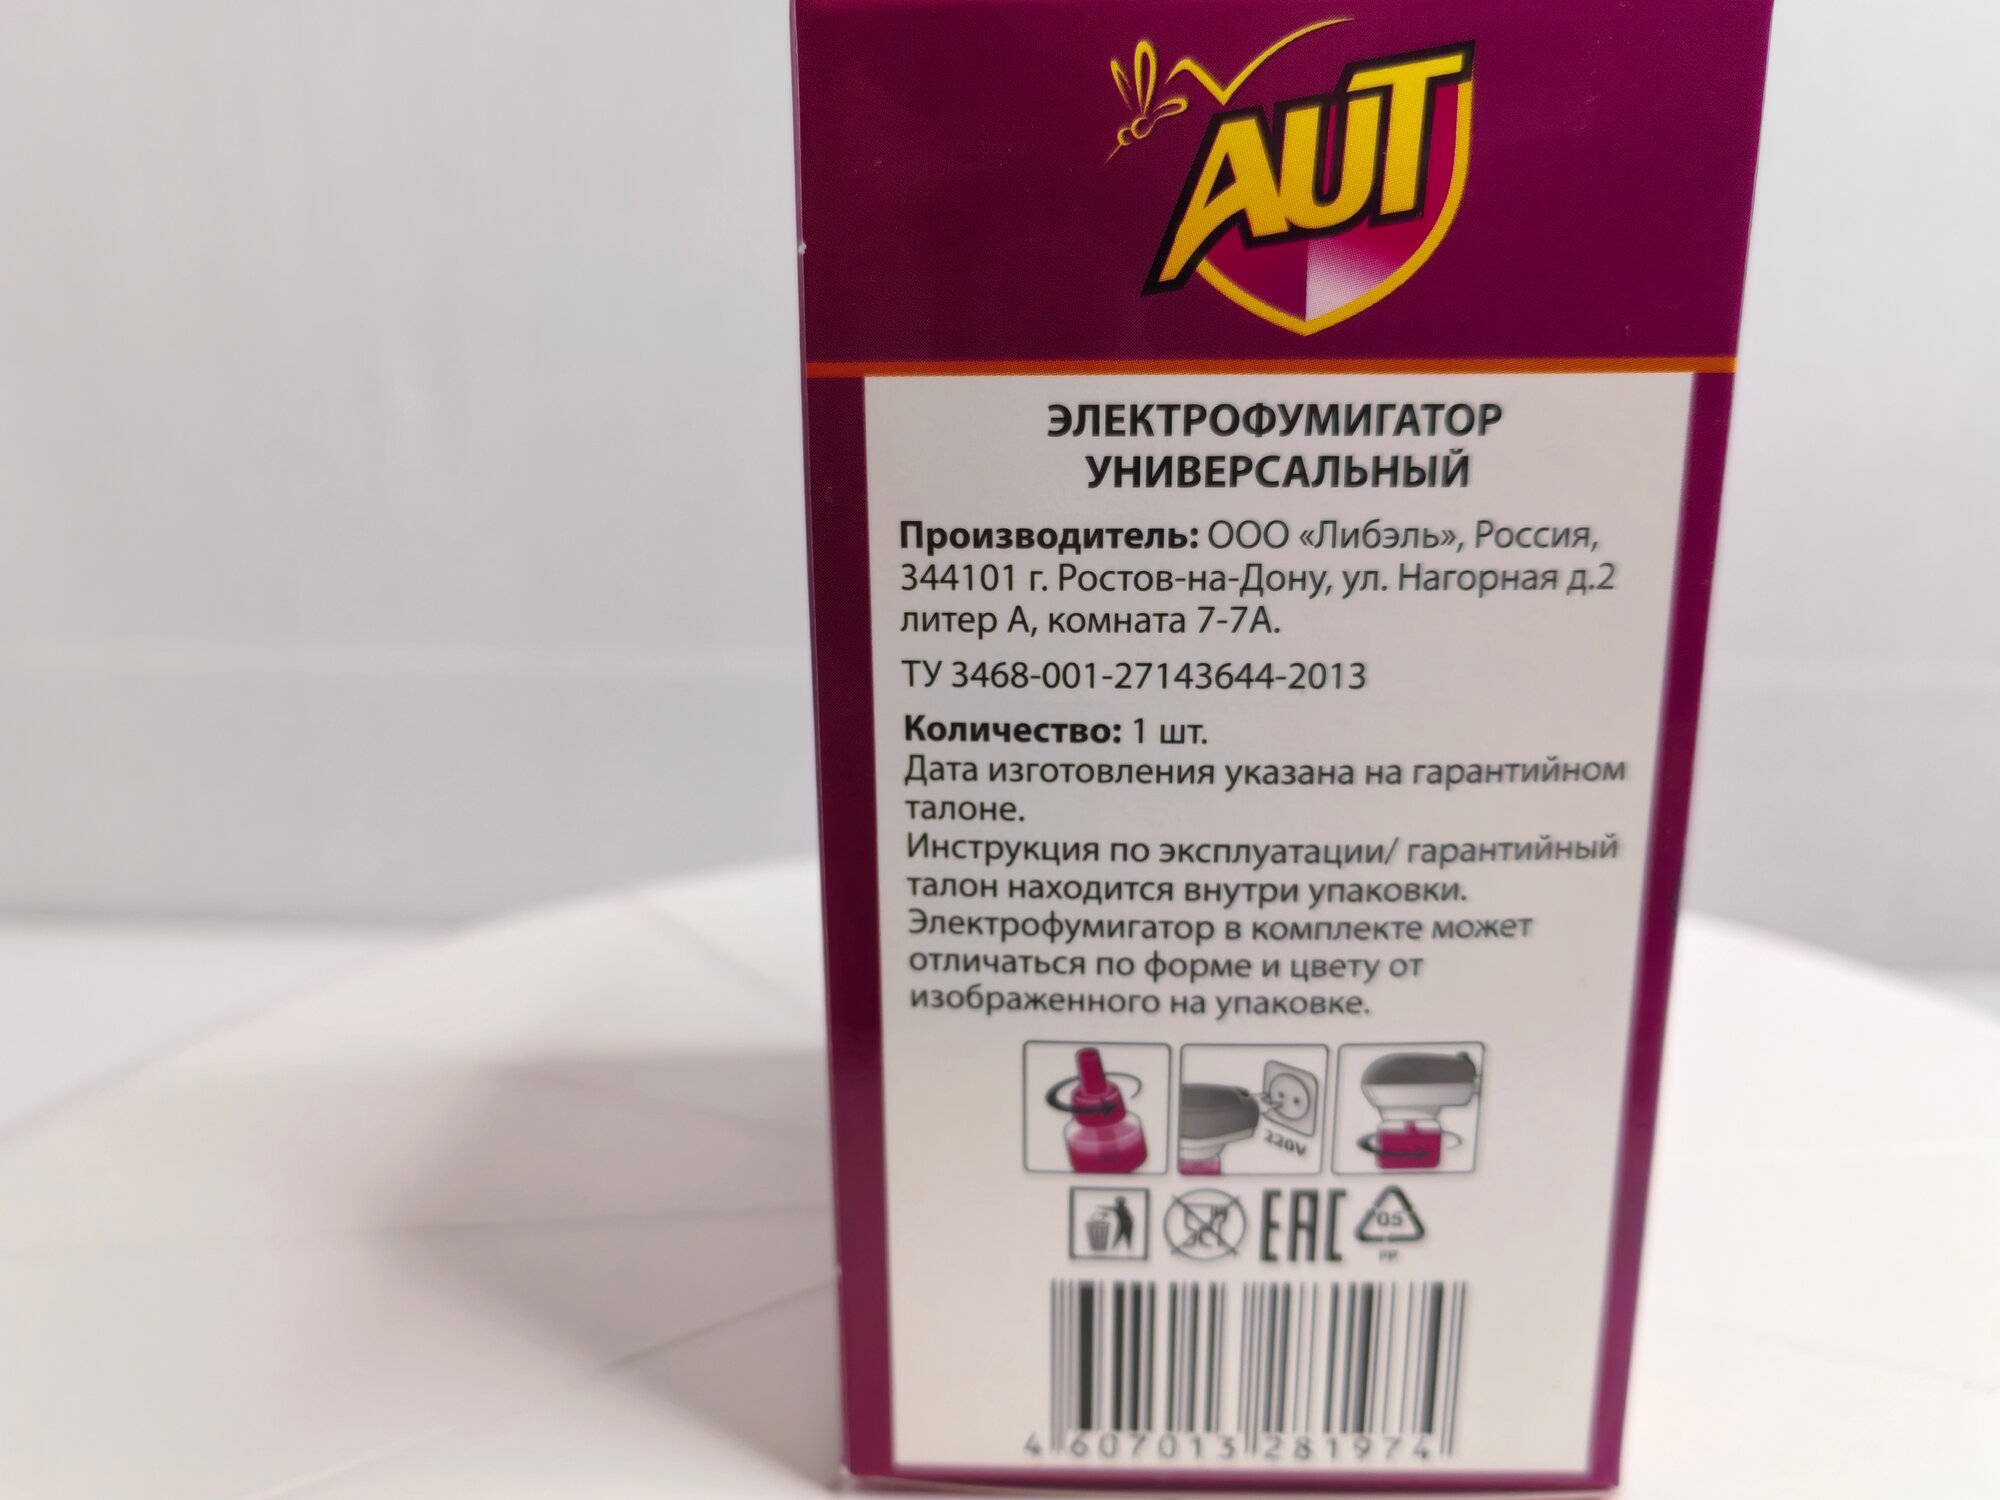 AUT
ЭЛЕКТРОФУМИГАТОР
УНИВЕРСАЛЬНЫЙ
Производитель: ООО «Либэль», Россия,
344101 г. Ростов-на-Дону, ул. Нагорная д.2
литер А, комната 7-7А.
ТУ 3468-001-27143644-2013
Количество: 1 шт.
Дата изготовления указана на гарантийном
талоне.
Инструкция по эксплуатации/ гарантийный
талон находится внутри упаковки.
Электрофумигатор в комплекте может
отличаться по форме и цвету от
изображенного на упаковке.
220V
EAC 05
PP
4 607013 281974